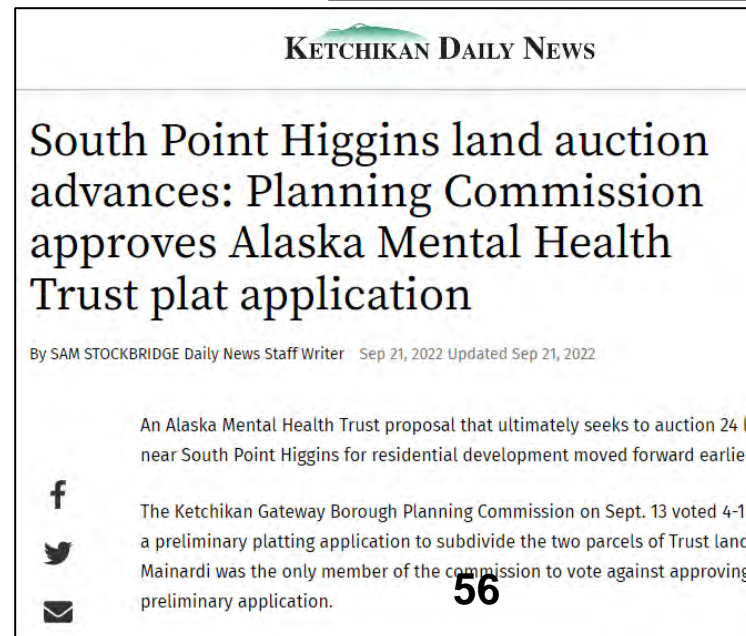 KETCHIKAN DAILY NEWS
South Point Higgins land auction
advances: Planning Commission
approves Alaska Mental Health
Trust plat application
By SAM STOCKBRIDGE Daily News Staff Writer Sep 21, 2022 Updated Sep 21, 2022
An Alaska Mental Health Trust proposal that ultimately seeks to auction 24
near South Point Higgins for residential development moved forward earlie
The Ketchikan Gateway Borough Planning Commission on Sept. 13 voted 4-1
a preliminary platting application to subdivide the two parcels of Trust land
Mainardi was the only member of the commission to vote against approving
preliminary application.
56